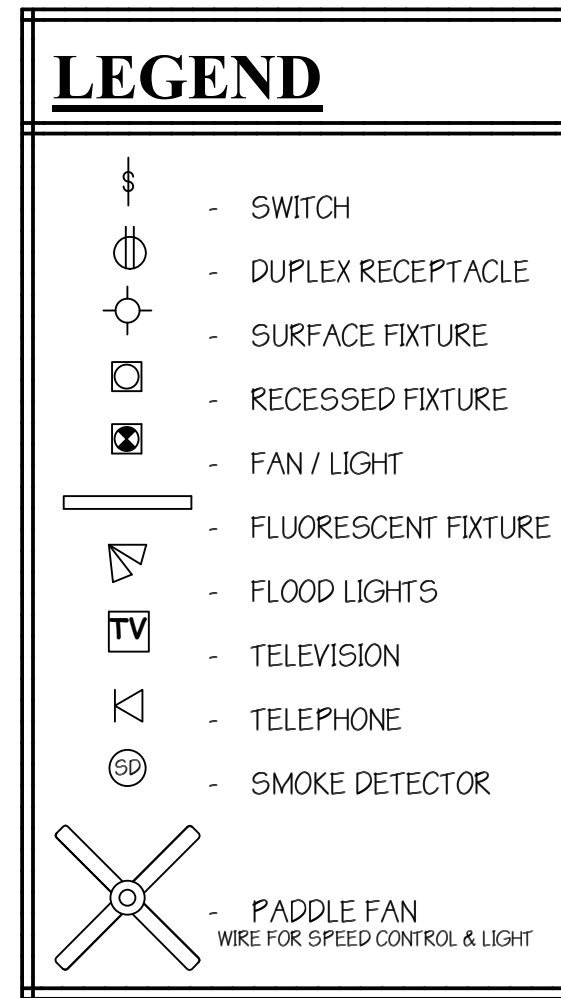 LEGEND
$ - SWITCH
- DUPLEX RECEPTACLE
- SURFACE FIXTURE
- RECESSED FIXTURE
- FAN / LIGHT
- FLUORESCENT FIXTURE
- FLOOD LIGHTS
TV - TELEVISION
- TELEPHONE
SD - SMOKE DETECTOR
- PADDLE FAN
WIRE FOR SPEED CONTROL & LIGHT